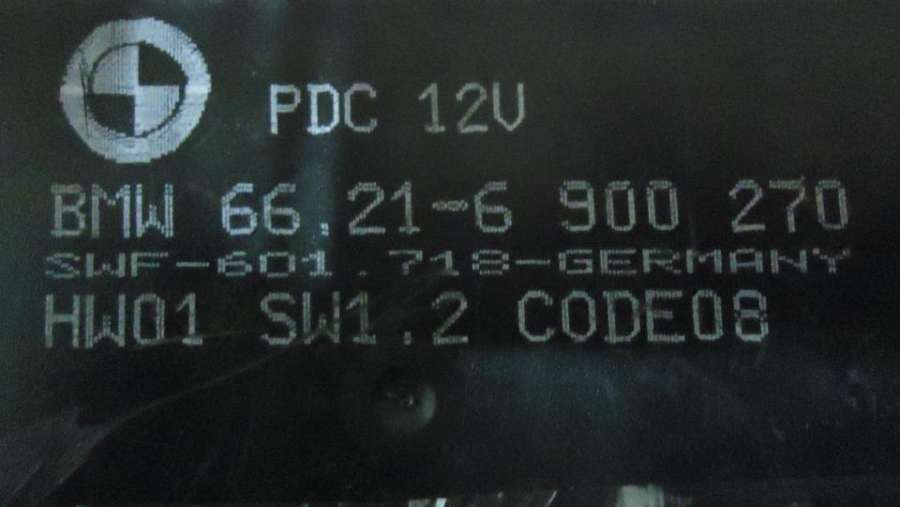 PDC 12V
BMW 66.21-6 900 270
SWF-601.718-GERMANY
HW01 SW1.2 CODE08